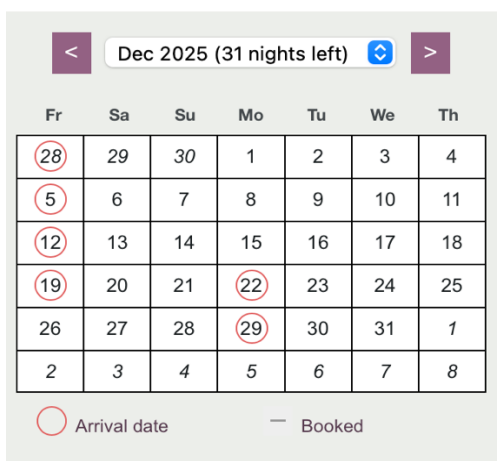 < Dec 2025 (31 nights left) >
Fr Sa Su Mo Tu We Th
28 29 30 1 2 3 4
5 6 7 8 9 10 11
12 13 14 15 16 17 18
19 20 21 22 23 24 25
26 27 28 29 30 31 1
2 3 4 5 6 7 8
Arrival date — Booked